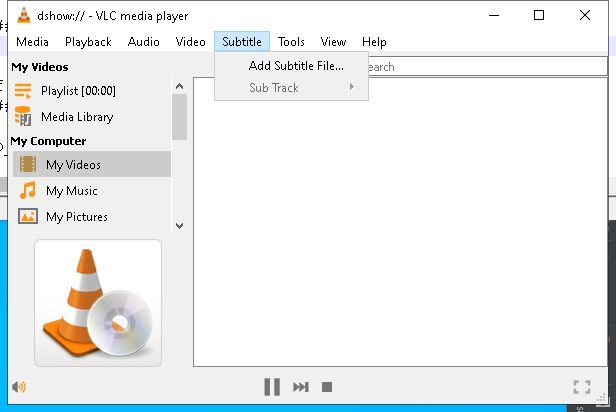 dshow:// - VLC media player
Media Playback Audio Video Subtitle Tools View Help
My Videos
Add Subtitle File...
earch
Playlist [00:00]
Sub Track
Media Library
My Computer
My Videos
My Music
My Pictures